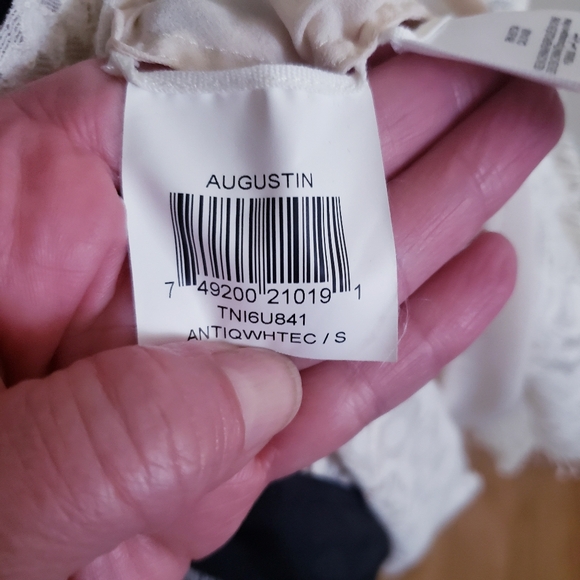 AUGUSTIN
7 49200 21019 1
TNI6U841
ANTIQWHTEC / S